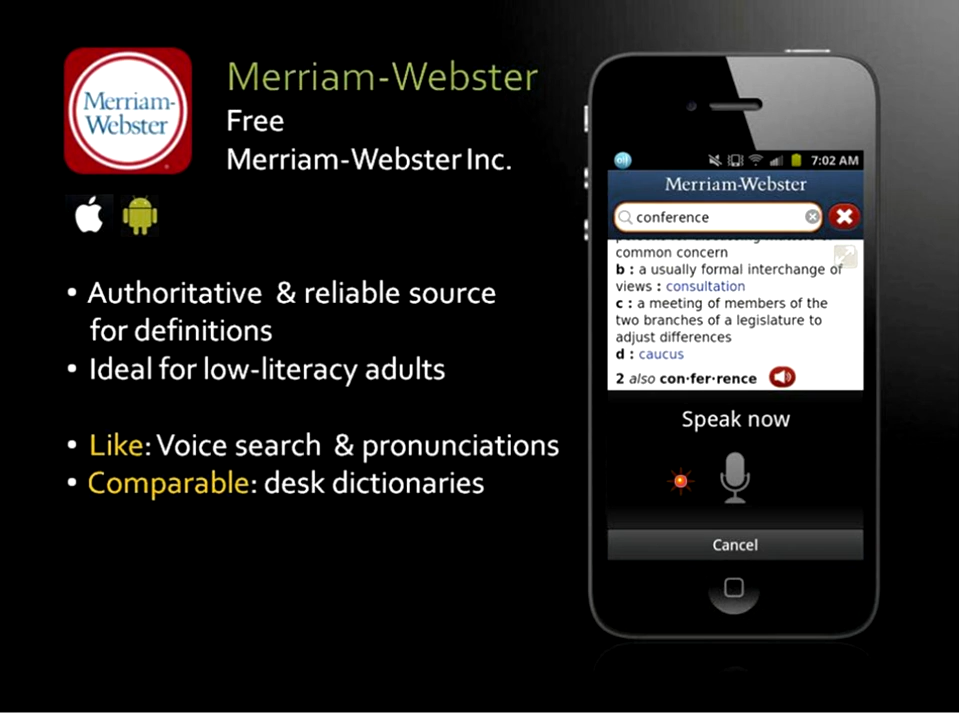 Merriam-
Webster
Merriam-Webster
Free
Merriam-Webster Inc.
• Authoritative & reliable source
for definitions
• Ideal for low-literacy adults
• Like: Voice search & pronunciations
• Comparable: desk dictionaries
7:02 AM
Merriam-Webster
conference
common concern
b : a usually formal interchange of
views : consultation
c : a meeting of members of the
two branches of a legislature to
adjust differences
d : caucus
2 also con·fer·rence
Speak now
Cancel